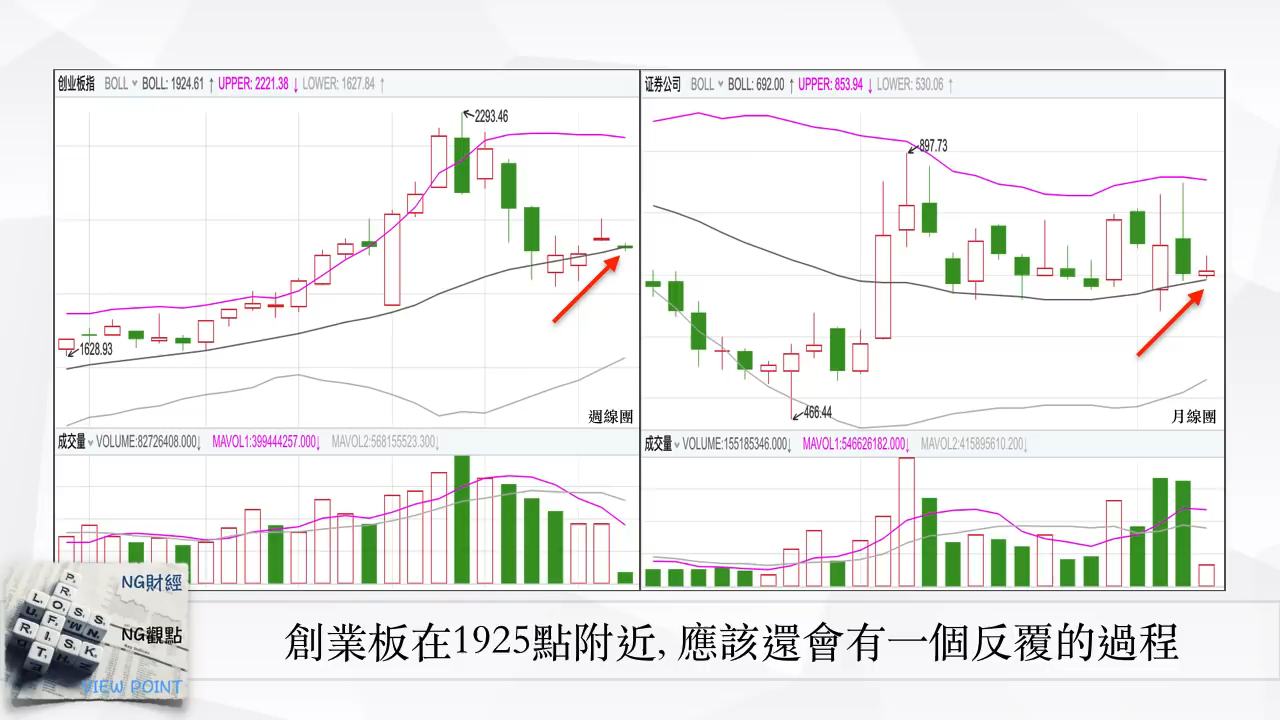 创业板指 BOLL BOLL: 1924.61 ↑ UPPER: 2221.38 ↓ LOWER: 1627.84 ↑
2293.46
1628.93
週線圖
成交量 VOLUME:82726408.000↓ MAVOL1:399444257.000↓ MAVOL2:568155523.300↓
证券公司 BOLL BOLL: 692.00 ↑ UPPER: 853.94 ↓ LOWER: 530.06 ↑
897.73
466.44
月線圖
成交量 VOLUME:155185346.000↓ MAVOL1:546626182.000↓ MAVOL2:415895610.200↓
NG財經
NG觀點
VIEW POINT
創業板在1925點附近, 應該還會有一個反覆的過程